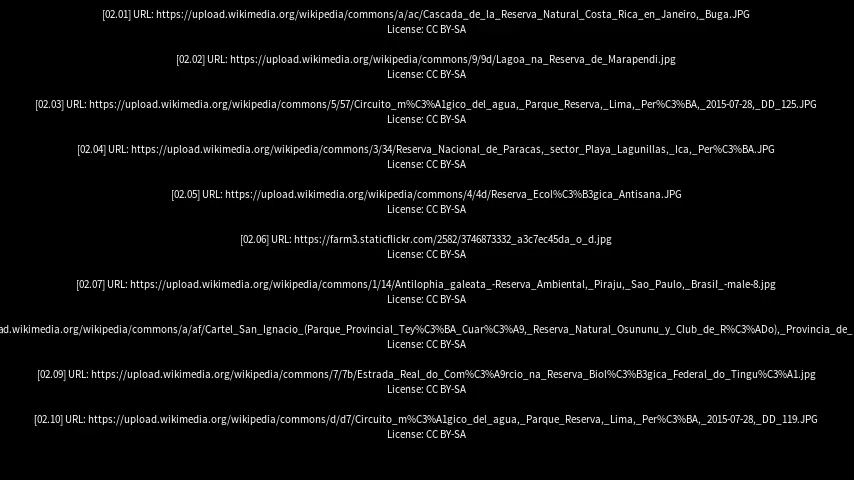 [02.01] URL: https://upload.wikimedia.org/wikipedia/commons/a/ac/Cascada_de_la_Reserva_Natural_Costa_Rica_en_Janeiro,_Buga.JPG
License: CC BY-SA
[02.02] URL: https://upload.wikimedia.org/wikipedia/commons/9/9d/Lagoa_na_Reserva_de_Marapendi.jpg
License: CC BY-SA
[02.03] URL: https://upload.wikimedia.org/wikipedia/commons/5/57/Circuito_m%C3%A1gico_del_agua,_Parque_Reserva,_Lima,_Per%C3%BA,_2015-07-28,_DD_125.JPG
License: CC BY-SA
[02.04] URL: https://upload.wikimedia.org/wikipedia/commons/3/34/Reserva_Nacional_de_Paracas,_sector_Playa_Lagunillas,_Ica,_Per%C3%BA.JPG
License: CC BY-SA
[02.05] URL: https://upload.wikimedia.org/wikipedia/commons/4/4d/Reserva_Ecol%C3%B3gica_Antisana.JPG
License: CC BY-SA
[02.06] URL: https://farm3.staticflickr.com/2582/3746873332_a3c7ec45da_o_d.jpg
License: CC BY-SA
[02.07] URL: https://upload.wikimedia.org/wikipedia/commons/1/14/Antilophia_galeata_-Reserva_Ambiental,_Piraju,_Sao_Paulo,_Brasil_-male-8.jpg
License: CC BY-SA
ad.wikimedia.org/wikipedia/commons/a/af/Cartel_San_Ignacio_(Parque_Provincial_Tey%C3%BA_Cuar%C3%A9,_Reserva_Natural_Osununu_y_Club_de_R%C3%ADo),_Provincia_de_
License: CC BY-SA
[02.09] URL: https://upload.wikimedia.org/wikipedia/commons/7/7b/Estrada_Real_do_Com%C3%A9rcio_na_Reserva_Biol%C3%B3gica_Federal_do_Tingu%C3%A1.jpg
License: CC BY-SA
[02.10] URL: https://upload.wikimedia.org/wikipedia/commons/d/d7/Circuito_m%C3%A1gico_del_agua,_Parque_Reserva,_Lima,_Per%C3%BA,_2015-07-28,_DD_119.JPG
License: CC BY-SA